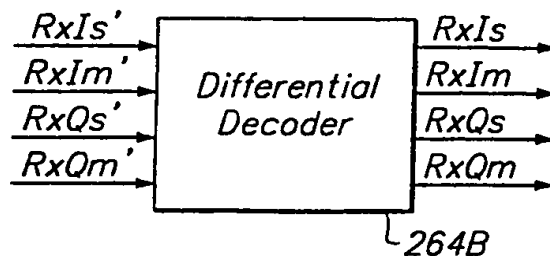 RxIs'
RxIm'
RxQs'
RxQm'
Differential
Decoder
RxIs
RxIm
RxQs
RxQm
264B